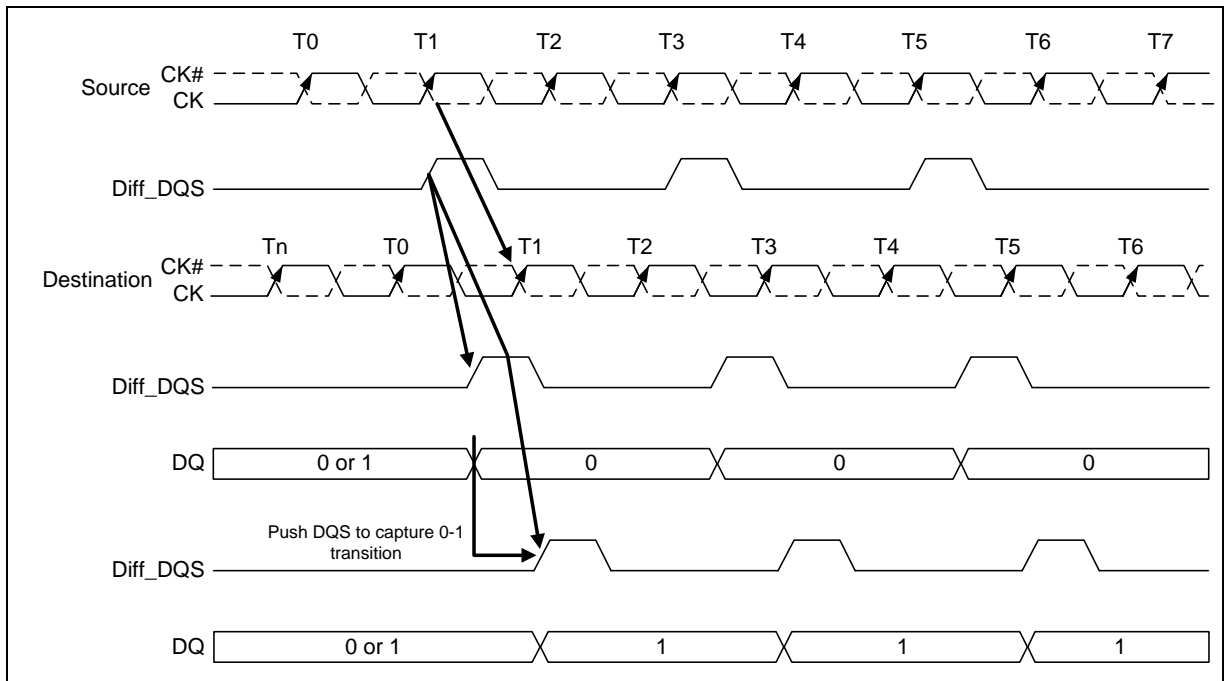 T0 T1 T2 T3 T4 T5 T6 T7
CK#
Source
CK
Diff_DQS
Tn T0 T1 T2 T3 T4 T5 T6
CK#
Destination
CK
Diff_DQS
DQ 0 or 1 0 0 0
Push DQS to capture 0-1
transition
Diff_DQS
DQ 0 or 1 1 1 1